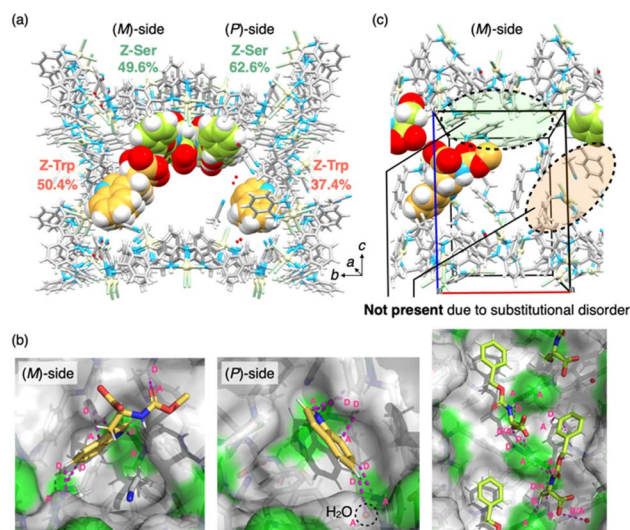 (a)
(M)-side
(P)-side
Z-Ser
49.6%
Z-Ser
62.6%
Z-Trp
50.4%
Z-Trp
37.4%
c
a
b
(c)
(M)-side
Not present due to substitutional disorder
(b)
(M)-side
(P)-side
H₂O